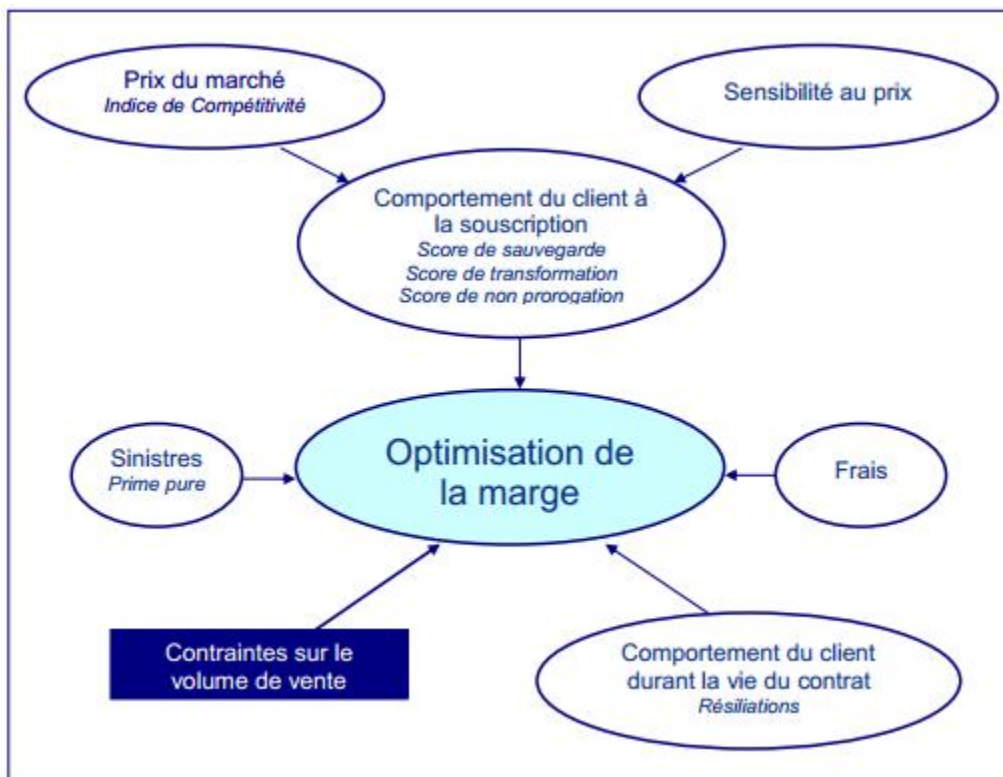 Prix du marché
Indice de Compétitivité
Sensibilité au prix
Comportement du client à
la souscription
Score de sauvegarde
Score de transformation
Score de non prorogation
Optimisation de
la marge
Sinistres
Prime pure
Frais
Contraintes sur le
volume de vente
Comportement du client
durant la vie du contrat
Résiliations